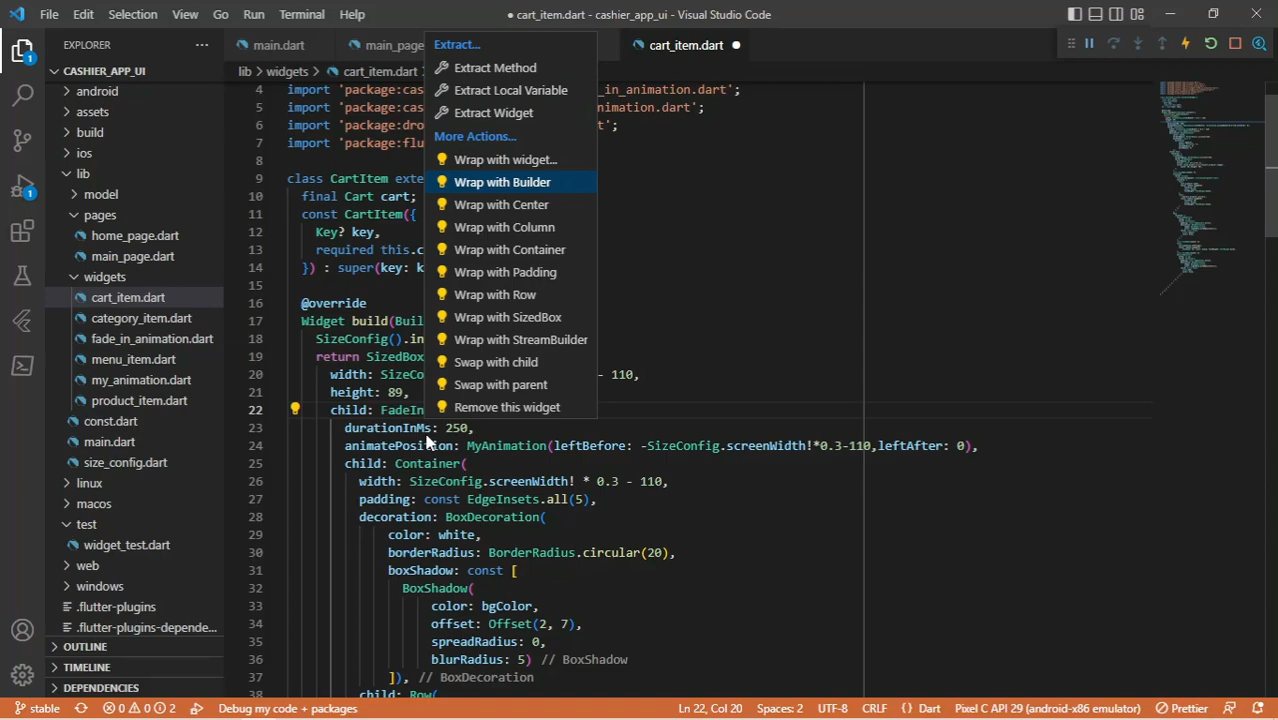 File Edit Selection View Go Run Terminal Help
● cart_item.dart - cashier_app_ui - Visual Studio Code
EXPLORER
CASHIER_APP_UI
android
assets
build
ios
lib
model
pages
home_page.dart
main_page.dart
widgets
cart_item.dart
category_item.dart
fade_in_animation.dart
menu_item.dart
my_animation.dart
product_item.dart
const.dart
main.dart
size_config.dart
linux
macos
test
widget_test.dart
web
windows
.flutter-plugins
.flutter-plugins-depende...
OUTLINE
TIMELINE
DEPENDENCIES
1
1
main.dart
main_page
cart_item.dart ●
lib > widgets > cart_item.dart
4 import 'package:cas _in_animation.dart';
5 import 'package:cas nimation.dart';
6 import 'package:dro t';
7 import 'package:flu
8
9 class CartItem exte
10 final Cart cart;
11 const CartItem({
12 Key? key,
13 required this.c
14 }) : super(key: k
15
16 @override
17 Widget build(Buil
18 SizeConfig().in
19 return SizedBox
20 width: SizeCo - 110,
21 height: 89,
22 child: FadeIn
23 durationInMs: 250,
24 animatePosition: MyAnimation(leftBefore: -SizeConfig.screenWidth!*0.3-110,leftAfter: 0),
25 child: Container(
26 width: SizeConfig.screenWidth! * 0.3 - 110,
27 padding: const EdgeInsets.all(5),
28 decoration: BoxDecoration(
29 color: white,
30 borderRadius: BorderRadius.circular(20),
31 boxShadow: const [
32 BoxShadow(
33 color: bgColor,
34 offset: Offset(2, 7),
35 spreadRadius: 0,
36 blurRadius: 5) // BoxShadow
37 ]), // BoxDecoration
38 child: Row(
Extract...
Extract Method
Extract Local Variable
Extract Widget
More Actions...
Wrap with widget...
Wrap with Builder
Wrap with Center
Wrap with Column
Wrap with Container
Wrap with Padding
Wrap with Row
Wrap with SizedBox
Wrap with StreamBuilder
Swap with child
Swap with parent
Remove this widget
stable 0 0 2 Debug my code + packages Ln 22, Col 20 Spaces: 2 UTF-8 CRLF {} Dart Pixel C API 29 (android-x86 emulator) Prettier